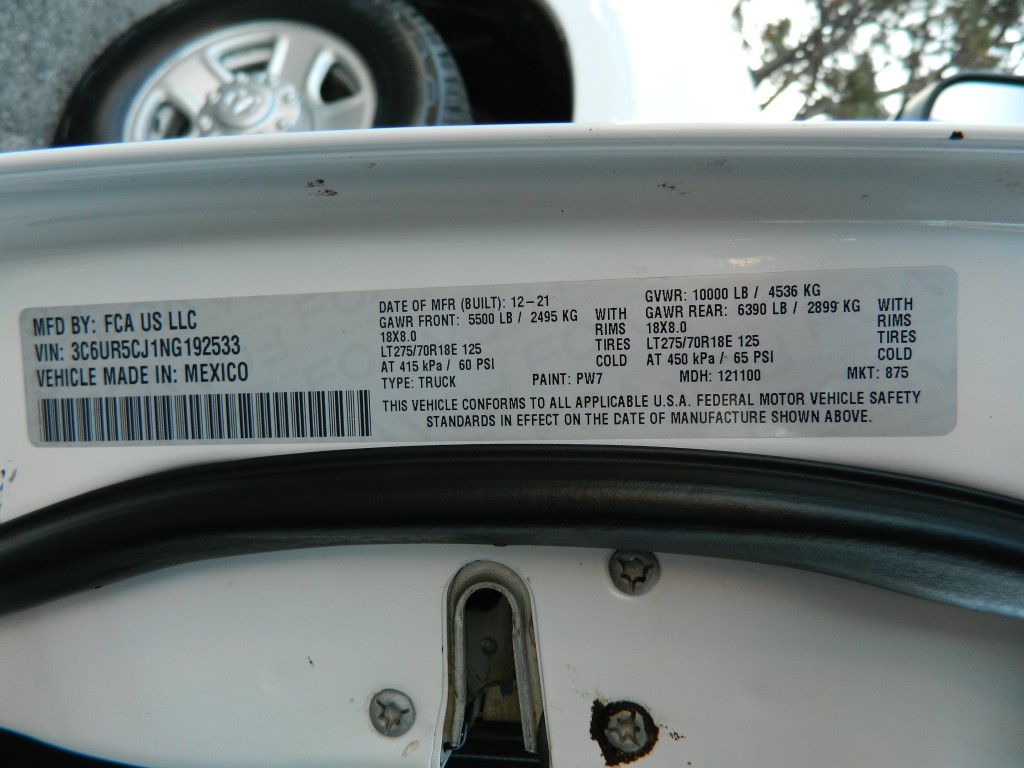 MFD BY: FCA US LLC
VIN: 3C6UR5CJ1NG192533
VEHICLE MADE IN: MEXICO
DATE OF MFR (BUILT): 12-21
GAWR FRONT: 5500 LB / 2495 KG WITH
18X8.0 RIMS
LT275/70R18E 125 TIRES
AT 415 kPa / 60 PSI COLD
GVWR: 10000 LB / 4536 KG
GAWR REAR: 6390 LB / 2899 KG WITH
18X8.0 RIMS
LT275/70R18E 125 TIRES
AT 450 kPa / 65 PSI COLD
TYPE: TRUCK PAINT: PW7 MDH: 121100 MKT: 875
THIS VEHICLE CONFORMS TO ALL APPLICABLE U.S.A. FEDERAL MOTOR VEHICLE SAFETY
STANDARDS IN EFFECT ON THE DATE OF MANUFACTURE SHOWN ABOVE.